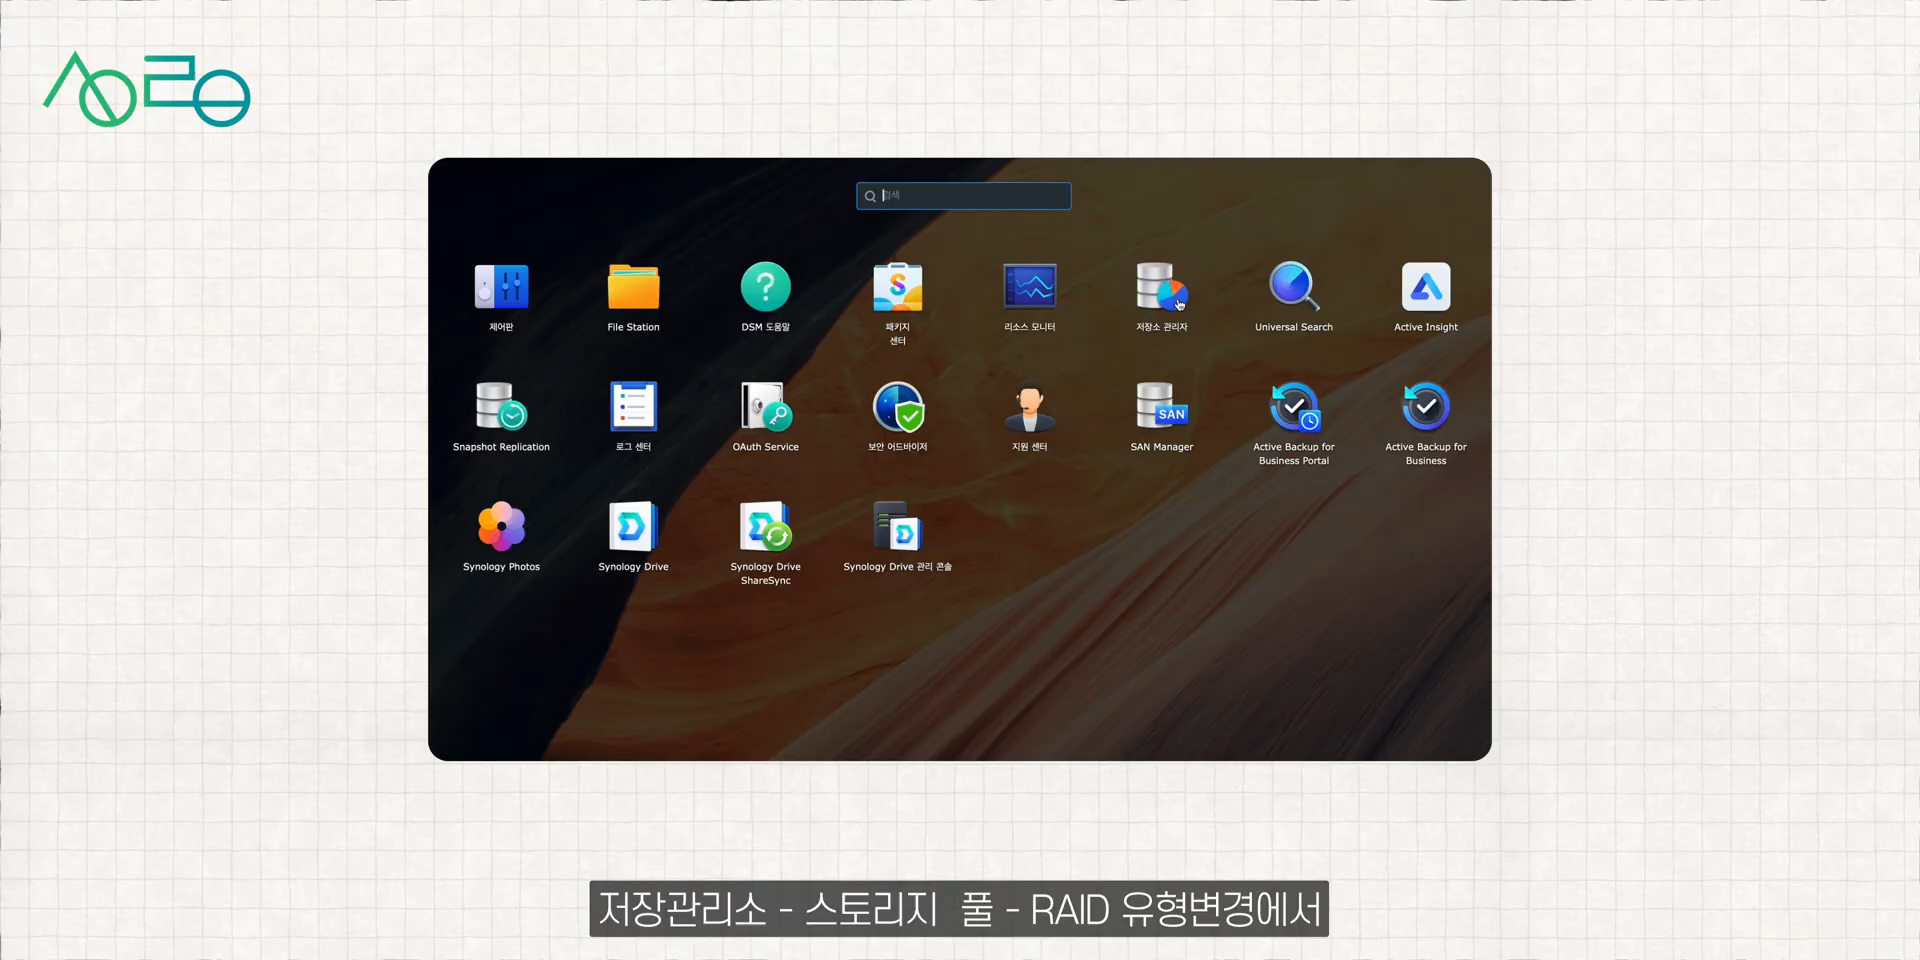 검색
제어판
File Station
DSM 도움말
패키지
센터
리소스 모니터
저장소 관리자
Universal Search
Active Insight
Snapshot Replication
로그 센터
OAuth Service
보안 어드바이저
지원 센터
SAN
SAN Manager
Active Backup for
Business Portal
Active Backup for
Business
Synology Photos
Synology Drive
Synology Drive
ShareSync
Synology Drive 관리 콘솔
저장관리소 - 스토리지 풀 - RAID 유형변경에서